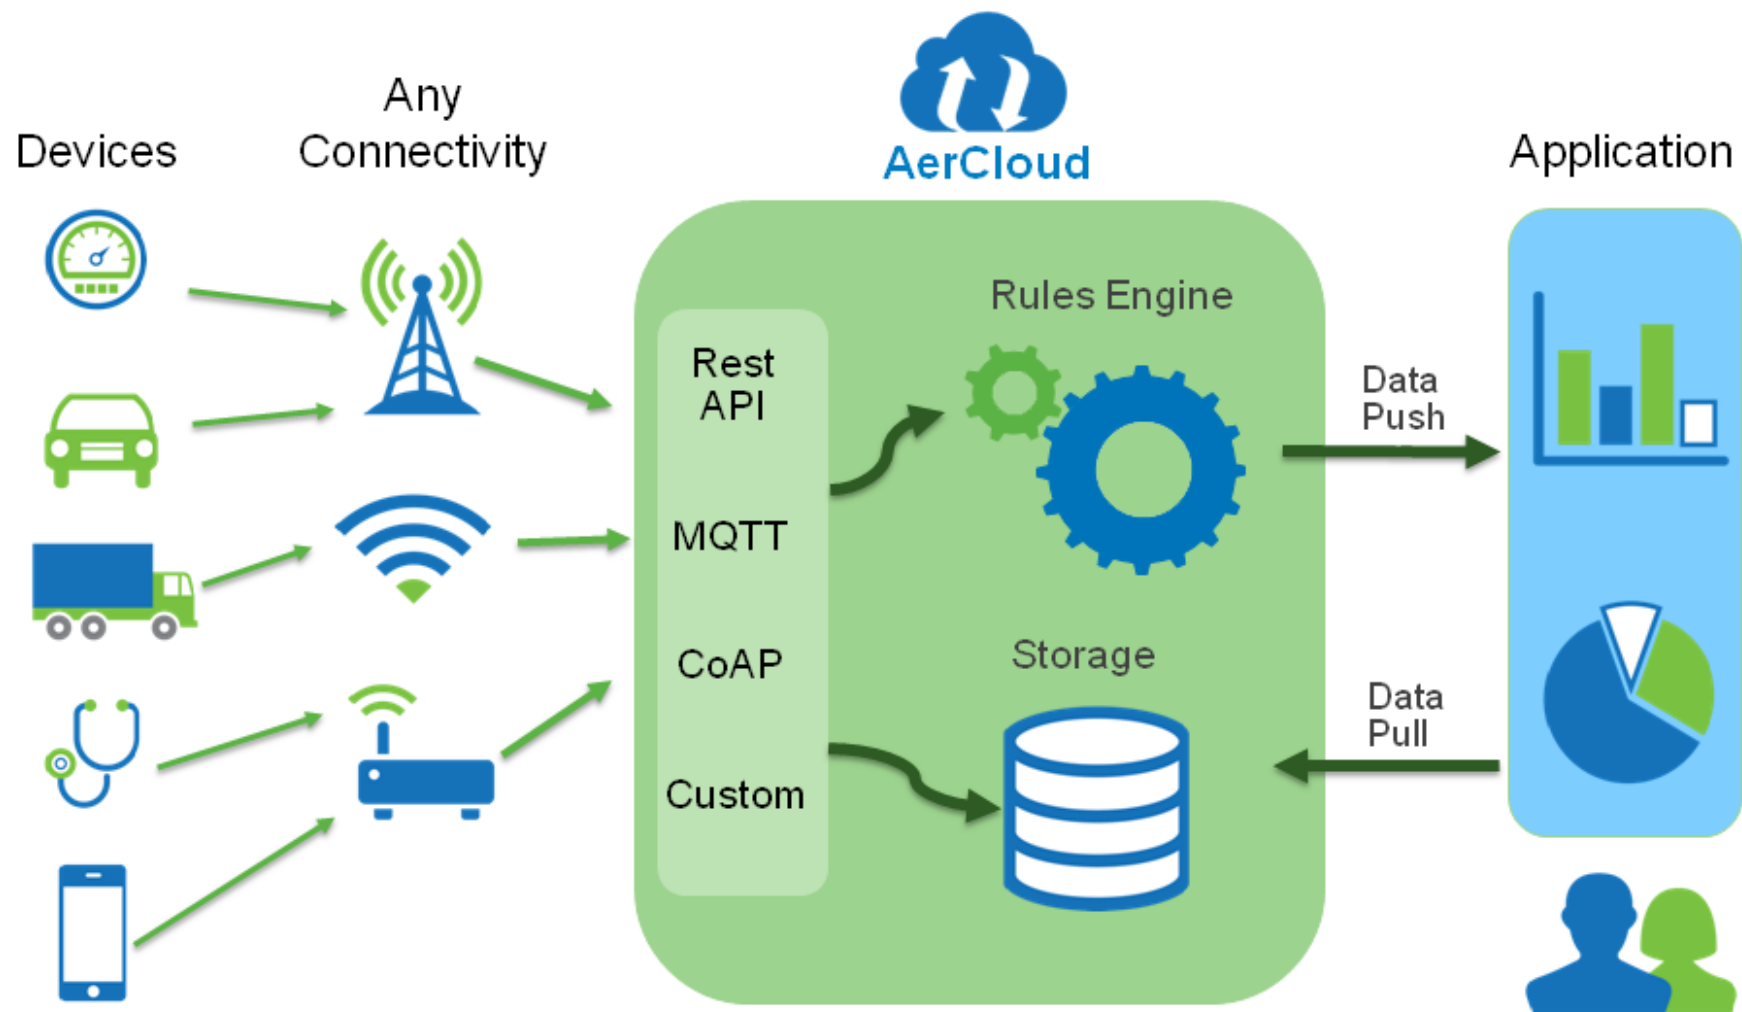 Devices
Any
Connectivity
AerCloud
Application
Rest
API
MQTT
CoAP
Custom
Rules Engine
Storage
Data
Push
Data
Pull